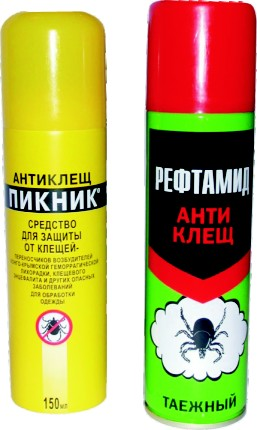 АНТИКЛЕЩ
ПИКНИК®
СРЕДСТВО
ДЛЯ ЗАЩИТЫ
ОТ КЛЕЩЕЙ-
ПЕРЕНОСЧИКОВ ВОЗБУДИТЕЛЕЙ
КОНГО-КРЫМСКОЙ ГЕМОРРАГИЧЕСКОЙ
ЛИХОРАДКИ, КЛЕЩЕВОГО
ЭНЦЕФАЛИТА И ДРУГИХ ОПАСНЫХ
ЗАБОЛЕВАНИЙ
ДЛЯ ОБРАБОТКИ
ОДЕЖДЫ
150мл
РЕФТАМИД
АНТИ
КЛЕЩ
ТАЕЖНЫЙ